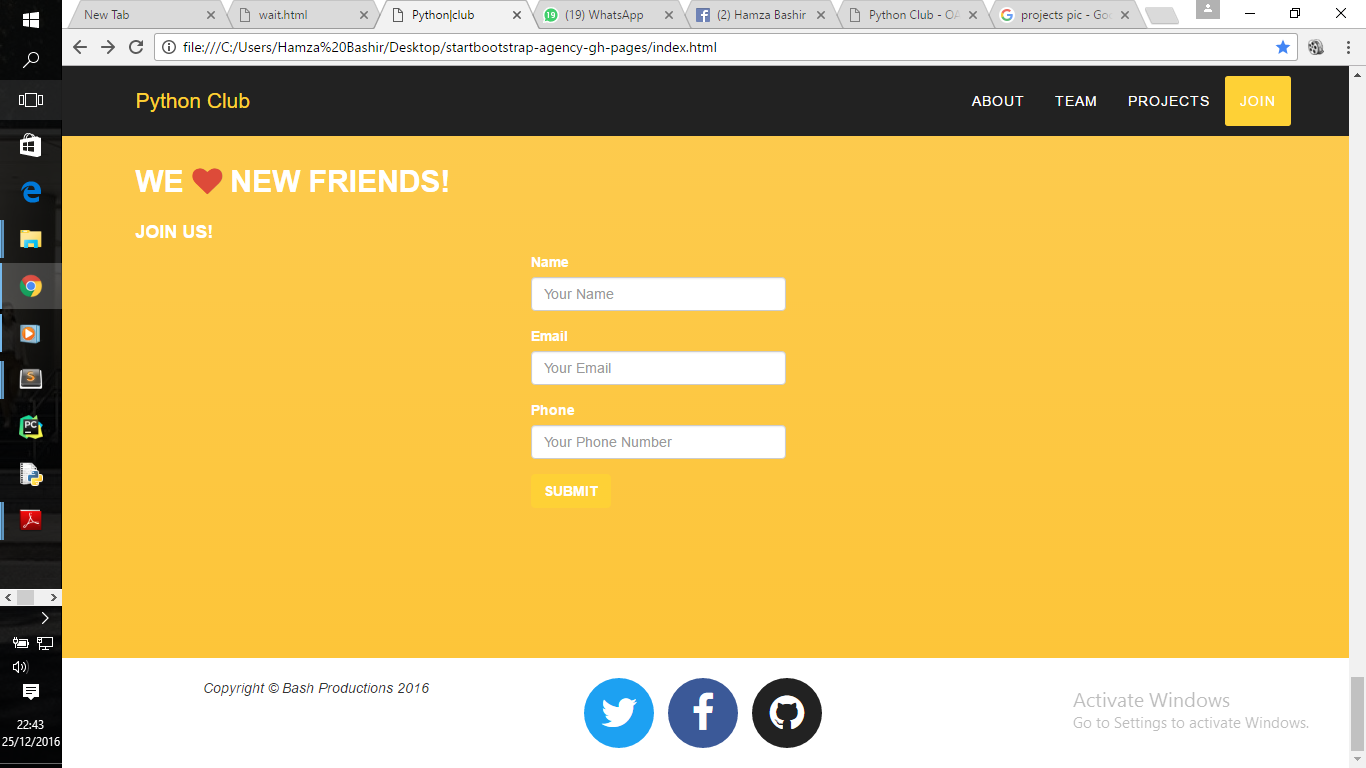 New Tab
wait.html
Python|club
19
(19) WhatsApp
(2) Hamza Bashir
Python Club - OA
projects pic - Goo
file:///C:/Users/Hamza%20Bashir/Desktop/startbootstrap-agency-gh-pages/index.html
Python Club
ABOUT
TEAM
PROJECTS
JOIN
WE ❤ NEW FRIENDS!
JOIN US!
Name
Your Name
Email
Your Email
Phone
Your Phone Number
SUBMIT
Copyright © Bash Productions 2016
Activate Windows
Go to Settings to activate Windows.
S
PC
22:43
25/12/2016